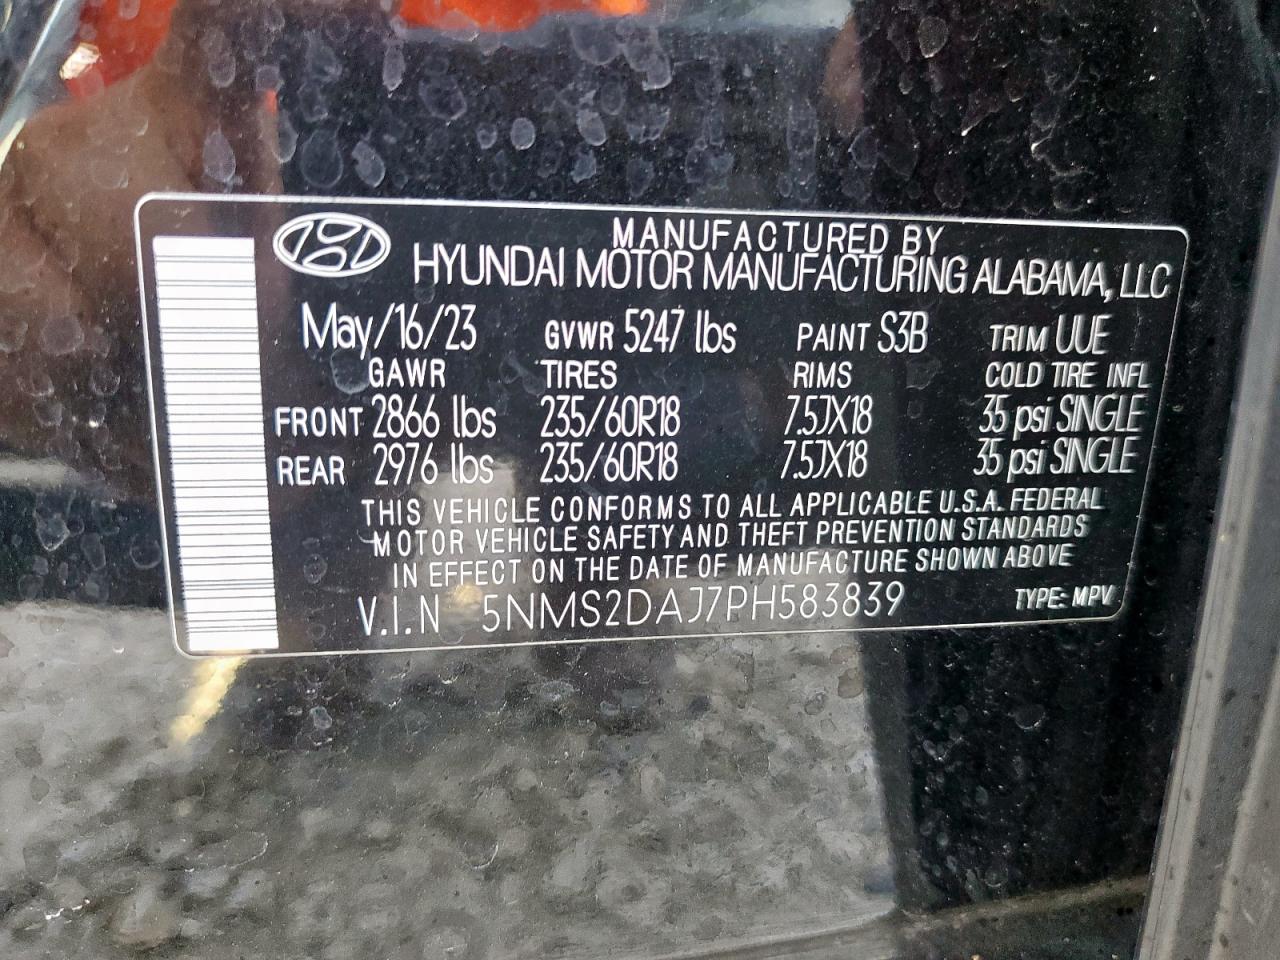 MANUFACTURED BY
HYUNDAI MOTOR MANUFACTURING ALABAMA, LLC
May/16/23 GVWR 5247 lbs PAINT S3B TRIM UUE
GAWR TIRES RIMS COLD TIRE INFL
FRONT 2866 lbs 235/60R18 7.5JX18 35 psi SINGLE
REAR 2976 lbs 235/60R18 7.5JX18 35 psi SINGLE
THIS VEHICLE CONFORMS TO ALL APPLICABLE U.S.A. FEDERAL
MOTOR VEHICLE SAFETY AND THEFT PREVENTION STANDARDS
IN EFFECT ON THE DATE OF MANUFACTURE SHOWN ABOVE
V.I.N 5NMS2DAJ7PH583839 TYPE: MPV